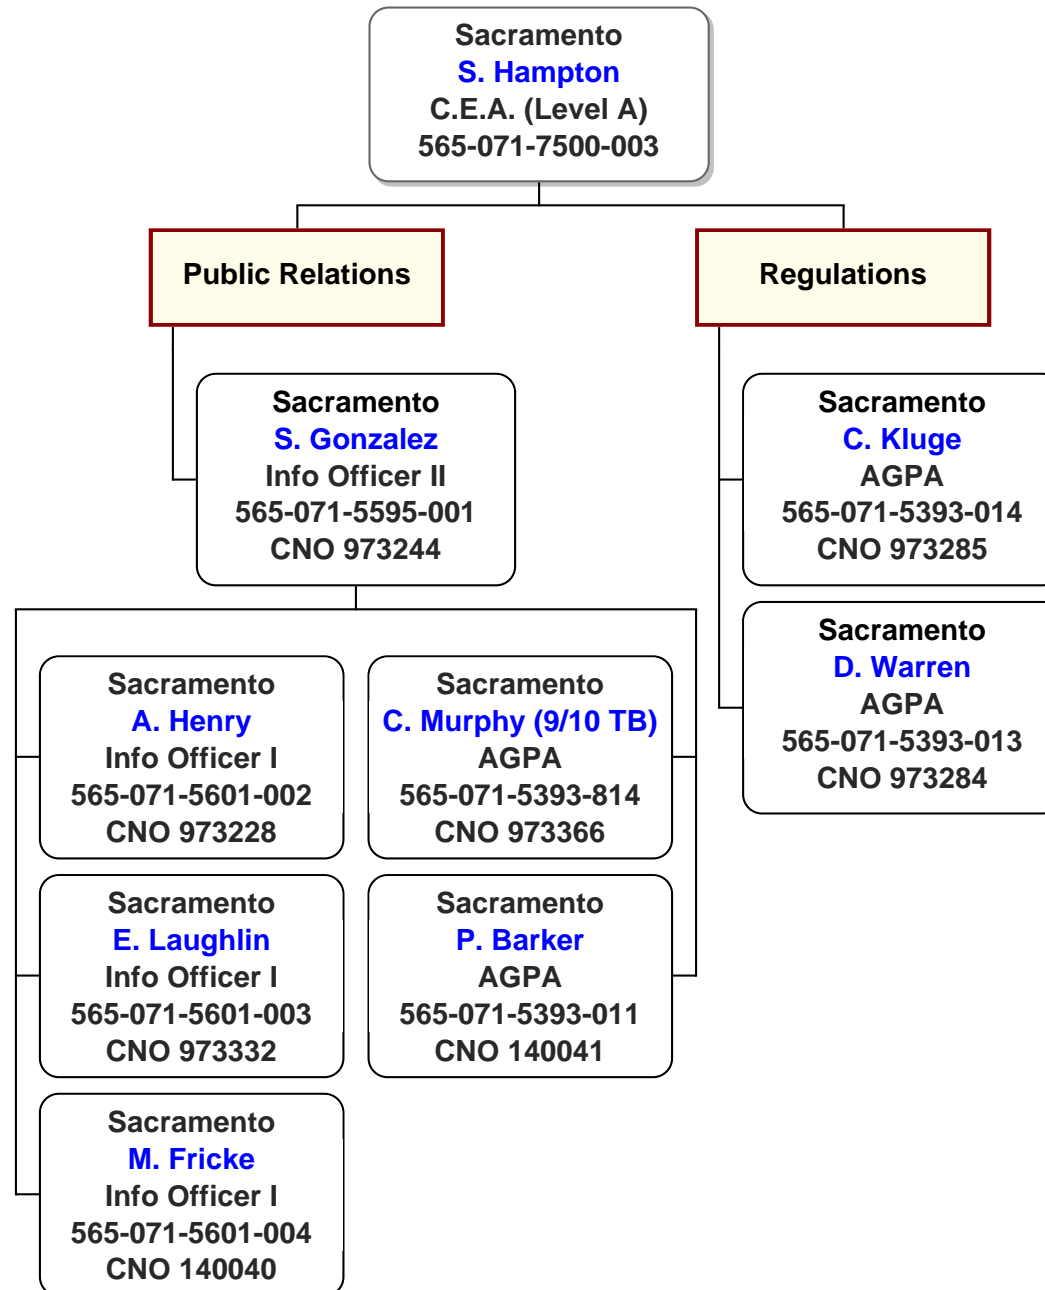 Sacramento
S. Hampton
C.E.A. (Level A)
565-071-7500-003
Public Relations
Regulations
Sacramento
S. Gonzalez
Info Officer II
565-071-5595-001
CNO 973244
Sacramento
C. Kluge
AGPA
565-071-5393-014
CNO 973285
Sacramento
D. Warren
AGPA
565-071-5393-013
CNO 973284
Sacramento
A. Henry
Info Officer I
565-071-5601-002
CNO 973228
Sacramento
C. Murphy (9/10 TB)
AGPA
565-071-5393-814
CNO 973366
Sacramento
E. Laughlin
Info Officer I
565-071-5601-003
CNO 973332
Sacramento
P. Barker
AGPA
565-071-5393-011
CNO 140041
Sacramento
M. Fricke
Info Officer I
565-071-5601-004
CNO 140040